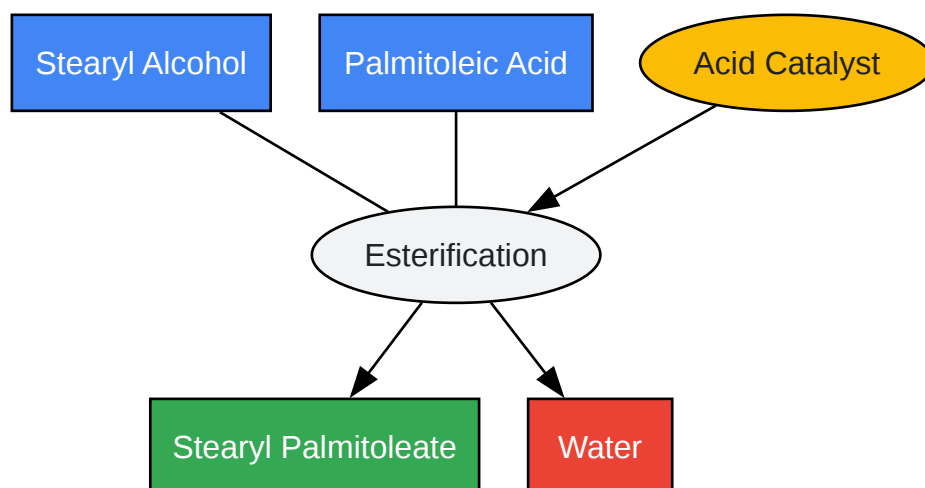 Stearyl Alcohol
Palmitoleic Acid
Acid Catalyst
Esterification
Stearyl Palmitoleate
Water